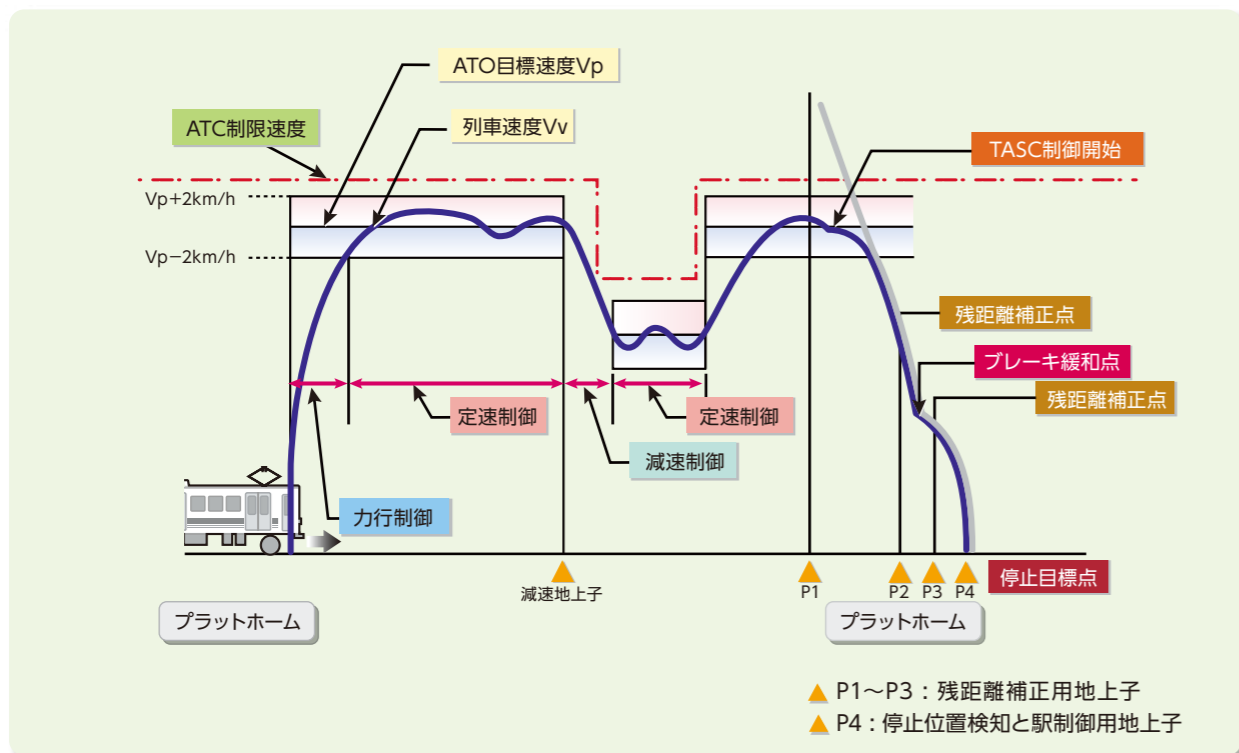 ATO目標速度Vp
ATC制限速度
列車速度Vv
TASC制御開始
Vp+2km/h
Vp−2km/h
残距離補正点
ブレーキ緩和点
残距離補正点
定速制御
定速制御
減速制御
力行制御
減速地上子
P1
P2
P3
P4
停止目標点
プラットホーム
プラットホーム
P1～P3：残距離補正用地上子
P4：停止位置検知と駅制御用地上子